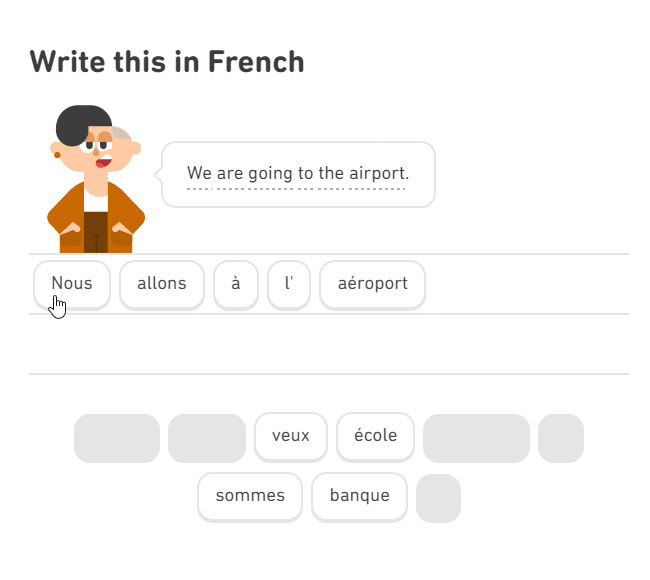 Write this in French
We are going to the airport.
Nous allons à l' aéroport
veux école
sommes banque